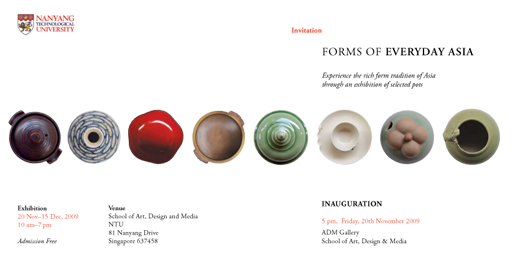 NANYANG
TECHNOLOGICAL
UNIVERSITY
Invitation
FORMS OF EVERYDAY ASIA
Experience the rich form tradition of Asia
through an exhibition of selected pots
Exhibition
20 Nov–15 Dec, 2009
10 am–7 pm
Admission Free
Venue
School of Art, Design and Media
NTU
81 Nanyang Drive
Singapore 637458
INAUGURATION
5 pm, Friday, 20th November 2009
ADM Gallery
School of Art, Design & Media